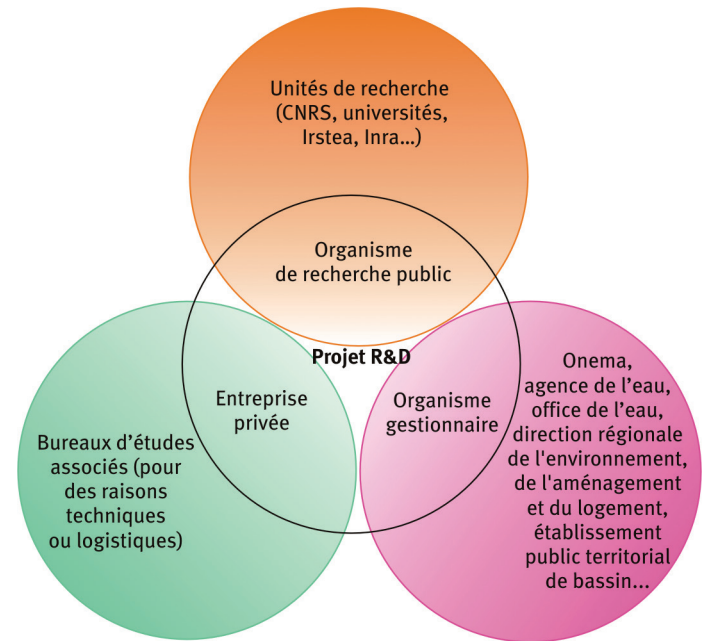 Unités de recherche
(CNRS, universités,
Irstea, Inra...)
Organisme
de recherche public
Projet R&D
Entreprise
privée
Organisme
gestionnaire
Bureaux d’études
associés (pour
des raisons
techniques
ou logistiques)
Onema,
agence de l’eau,
office de l’eau,
direction régionale
de l'environnement,
de l'aménagement
et du logement,
établissement
public territorial
de bassin...